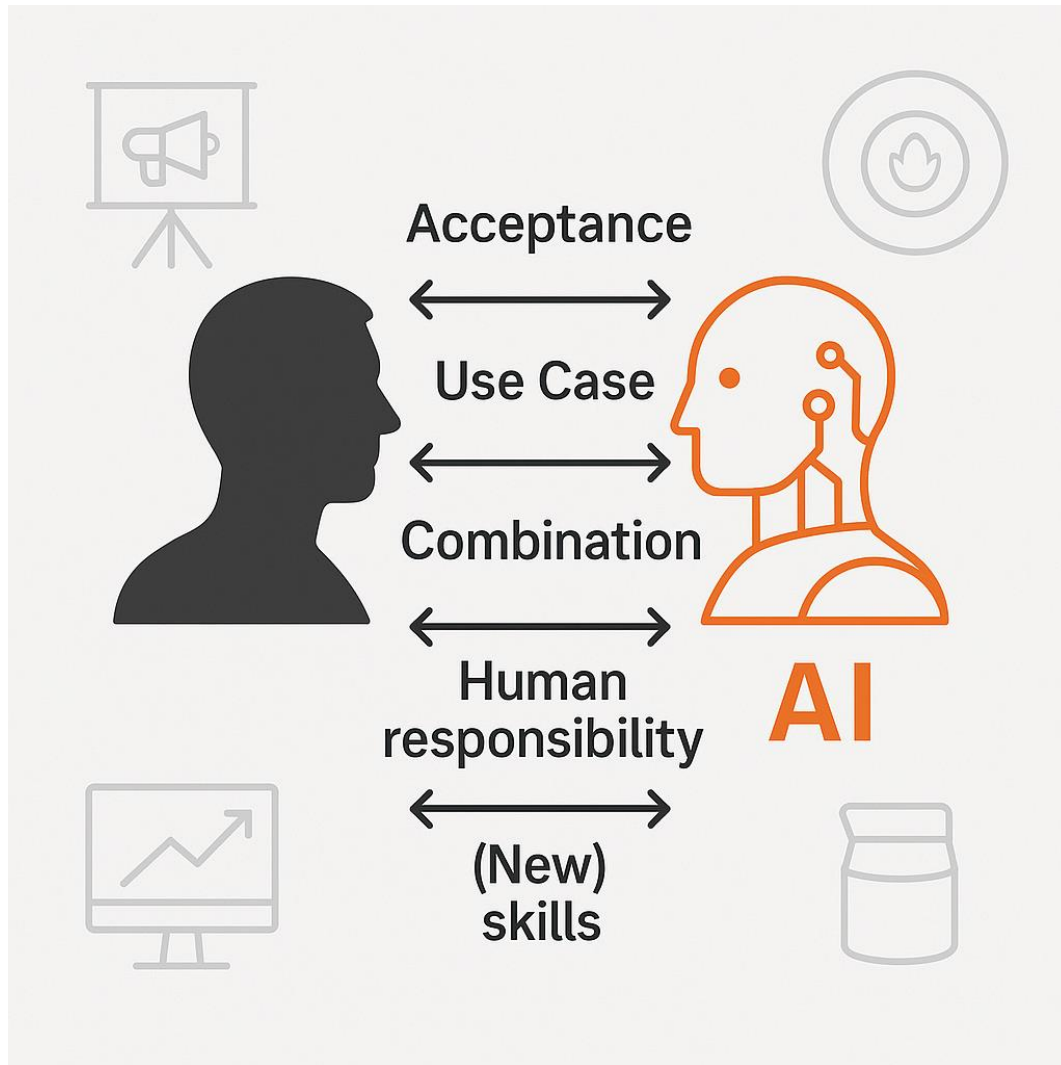 Acceptance
Use Case
Combination
Human
responsibility
AI
(New)
skills